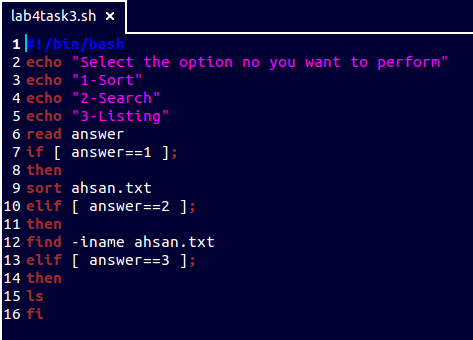 lab4task3.sh ×
1 #!/bin/bash
2 echo "Select the option no you want to perform"
3 echo "1-Sort"
4 echo "2-Search"
5 echo "3-Listing"
6 read answer
7 if [ answer==1 ];
8 then
9 sort ahsan.txt
10 elif [ answer==2 ];
11 then
12 find -iname ahsan.txt
13 elif [ answer==3 ];
14 then
15 ls
16 fi